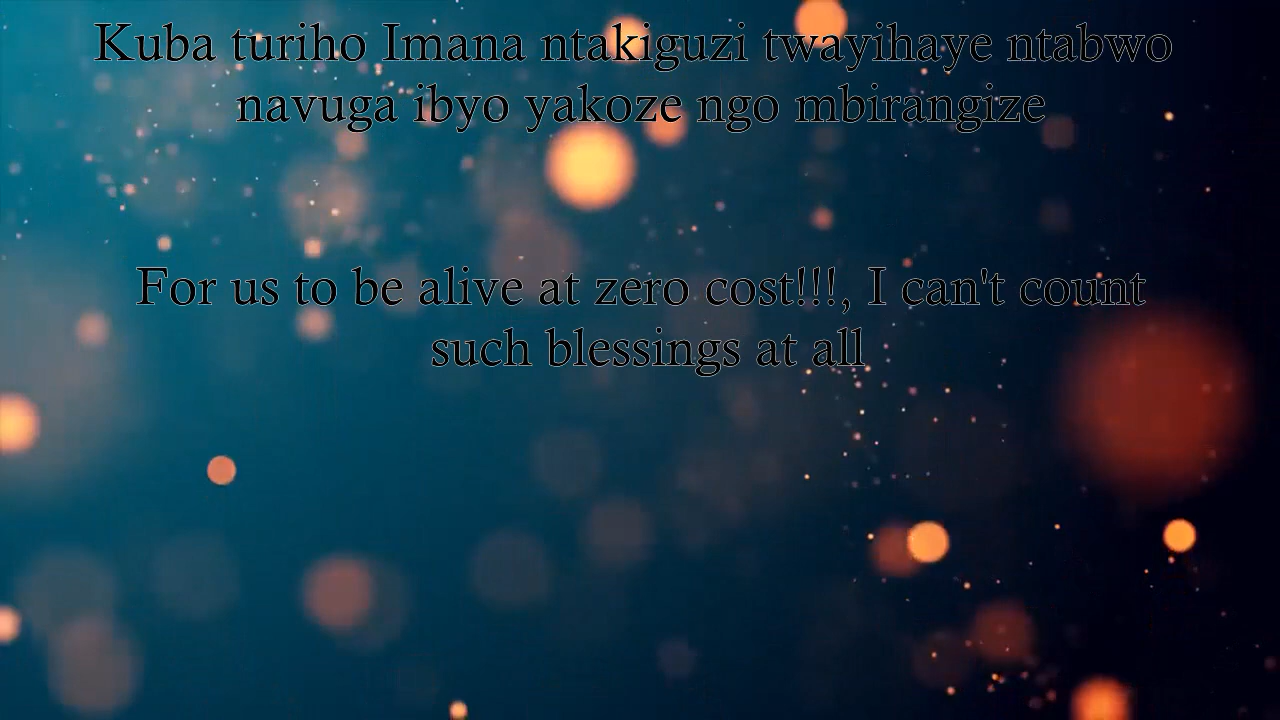 Kuba turiho Imana ntakiguzi twayihaye ntabwo
navuga ibyo yakoze ngo mbirangize
For us to be alive at zero cost!!!, I can't count
such blessings at all